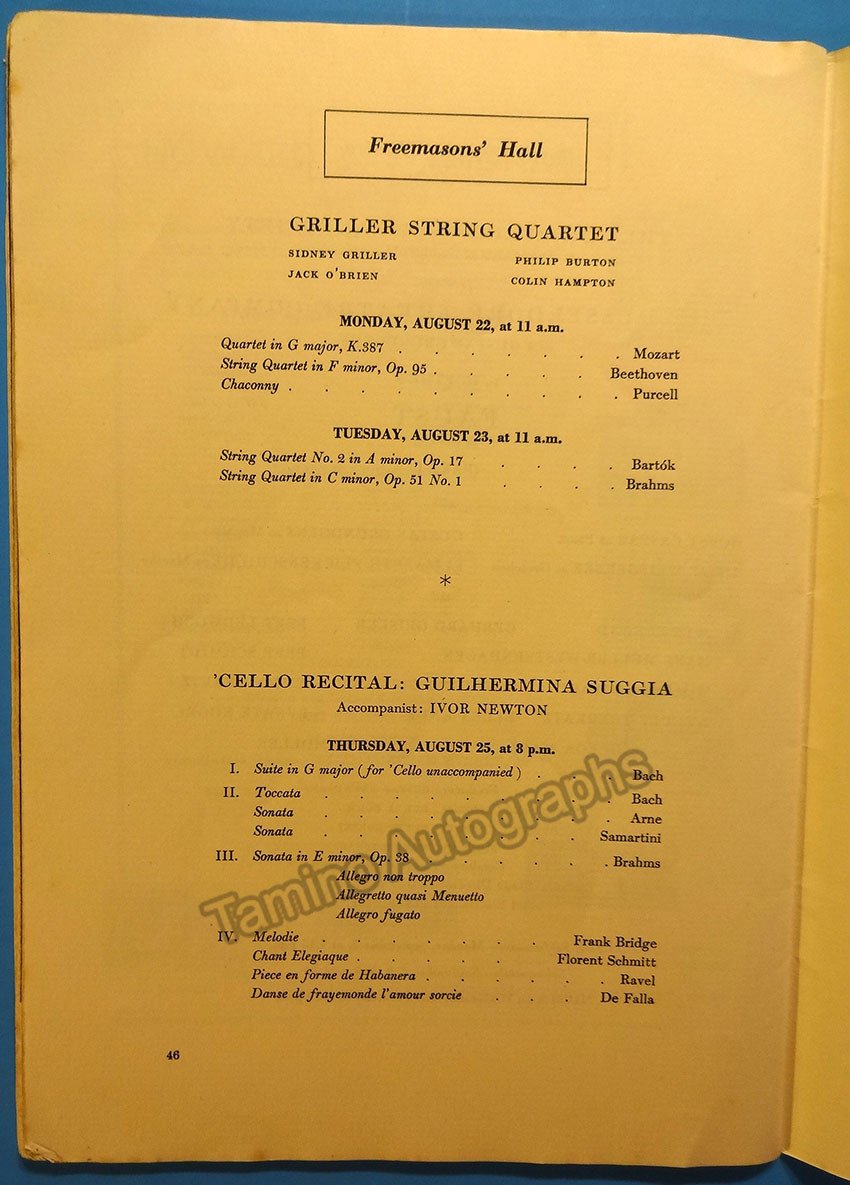 Freemasons' Hall
GRILLER STRING QUARTET
SIDNEY GRILLER PHILIP BURTON
JACK O'BRIEN COLIN HAMPTON
MONDAY, AUGUST 22, at 11 a.m.
Quartet in G major, K.387 . . . . . . . Mozart
String Quartet in F minor, Op. 95 . . . . . Beethoven
Chaconny . . . . . . . . . . Purcell
TUESDAY, AUGUST 23, at 11 a.m.
String Quartet No. 2 in A minor, Op. 17 . . . . Bartók
String Quartet in C minor, Op. 51 No. 1 . . . . Brahms
*
'CELLO RECITAL: GUILHERMINA SUGGIA
Accompanist: IVOR NEWTON
THURSDAY, AUGUST 25, at 8 p.m.
I. Suite in G major (for 'Cello unaccompanied) . . . Bach
II. Toccata . . . . . . . . Bach
Sonata . . . . . . . . Arne
Sonata . . . . . . . . Samartini
III. Sonata in E minor, Op. 38 . . . . . . Brahms
Allegro non troppo
Allegretto quasi Menuetto
Allegro fugato
IV. Melodie . . . . . . . Frank Bridge
Chant Elegiaque . . . . . Florent Schmitt
Piece en forme de Habanera . . . . . . Ravel
Danse de frayemonde l'amour sorcie . . . De Falla
46
Tamino Autographs